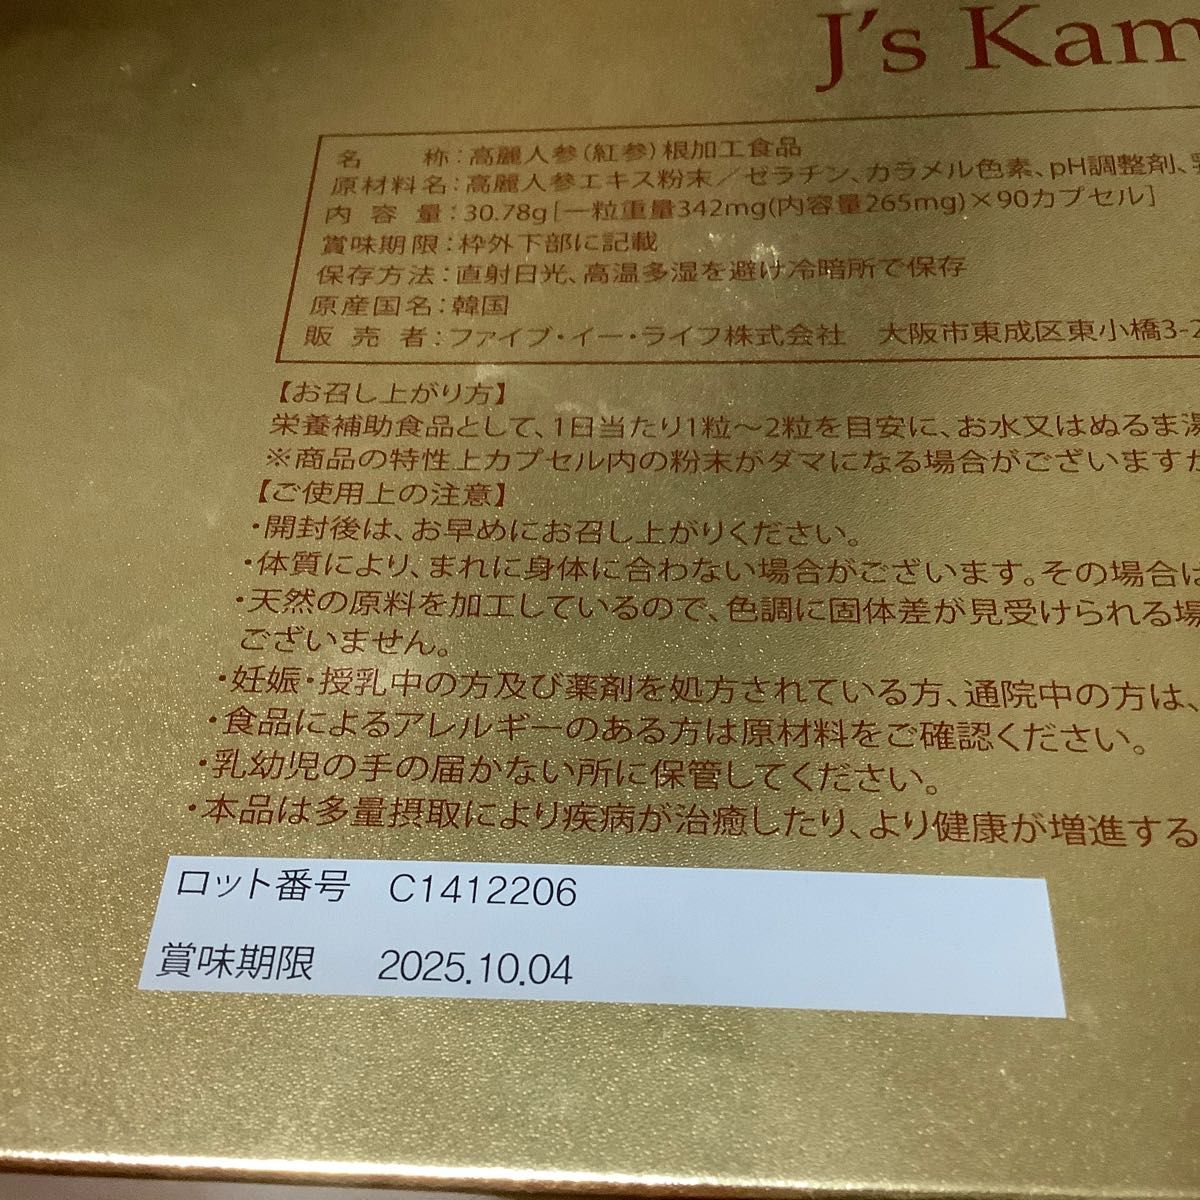 J's Kam
名 称：高麗人参（紅参）根加工食品
原材料名：高麗人参エキス粉末／ゼラチン、カラメル色素、pH調整剤、
内 容 量：30.78g［一粒重量342mg(内容量265mg)×90カプセル］
賞味期限：枠外下部に記載
保存方法：直射日光、高温多湿を避け冷暗所で保存
原産国名：韓国
販 売 者：ファイブ・イー・ライフ株式会社 大阪市東成区東小橋3-2
【お召し上がり方】
栄養補助食品として、1日当たり1粒～2粒を目安に、お水又はぬるま湯
※商品の特性上カプセル内の粉末がダマになる場合がございますが
【ご使用上の注意】
・開封後は、お早めにお召し上がりください。
・体質により、まれに身体に合わない場合がございます。その場合は
・天然の原料を加工しているので、色調に固体差が見受けられる場
ございません。
・妊娠・授乳中の方及び薬剤を処方されている方、通院中の方は、
・食品によるアレルギーのある方は原材料をご確認ください。
・乳幼児の手の届かない所に保管してください。
・本品は多量摂取により疾病が治癒したり、より健康が増進する
ロット番号 C1412206
賞味期限 2025.10.04